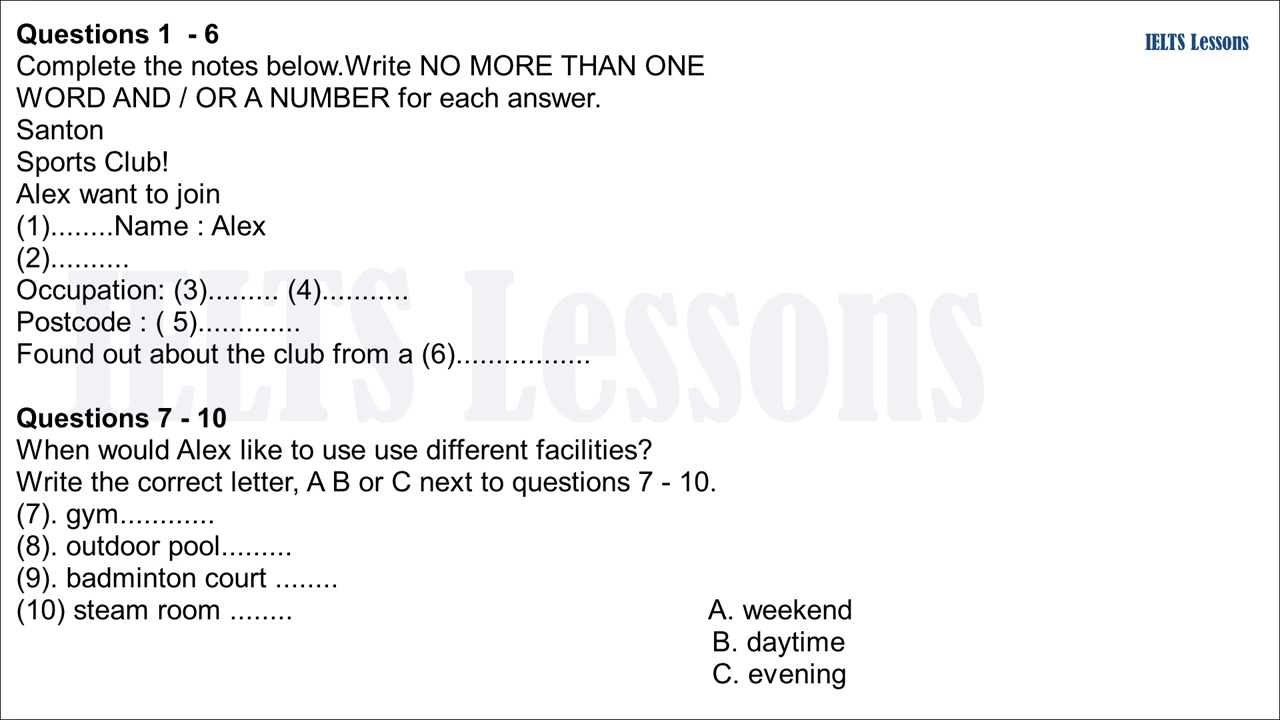 Questions 1  - 6
IELTS Lessons
Complete the notes below.Write NO MORE THAN ONE
WORD AND / OR A NUMBER for each answer.
Santon
Sports Club!
Alex want to join
(1)........Name : Alex
(2)..........
Occupation: (3)......... (4)...........
Postcode : ( 5).............
Found out about the club from a (6).................
IELTS Lessons
Questions 7 - 10
When would Alex like to use use different facilities?
Write the correct letter, A B or C next to questions 7 - 10.
(7). gym............
(8). outdoor pool.........
(9). badminton court ........
(10) steam room ........
A. weekend
B. daytime
C. evening